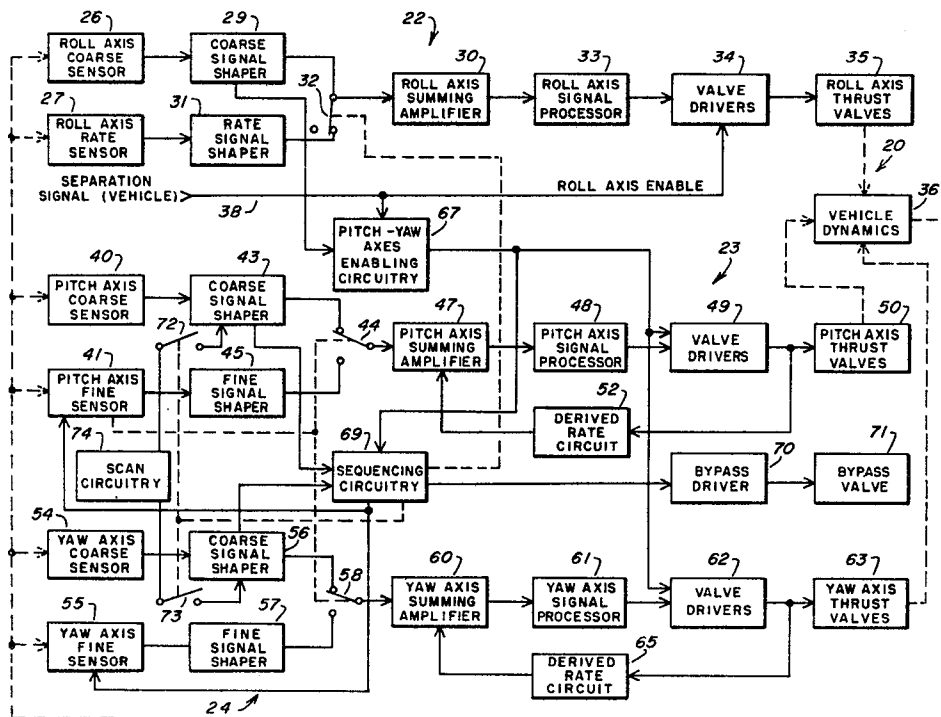 26
29
22
30
33
34
35
ROLL AXIS
COARSE
SENSOR
COARSE
SIGNAL
SHAPER
32
ROLL AXIS
SUMMING
AMPLIFIER
ROLL AXIS
SIGNAL
PROCESSOR
VALVE
DRIVERS
ROLL AXIS
THRUST
VALVES
27
31
ROLL AXIS
RATE
SENSOR
RATE
SIGNAL
SHAPER
20
SEPARATION
SIGNAL (VEHICLE)
38
ROLL AXIS ENABLE
36
67
PITCH-YAW
AXES
ENABLING
CIRCUITRY
VEHICLE
DYNAMICS
23
40
43
PITCH AXIS
COARSE
SENSOR
COARSE
SIGNAL
SHAPER
72
44
47
48
49
50
PITCH AXIS
SUMMING
AMPLIFIER
PITCH AXIS
SIGNAL
PROCESSOR
VALVE
DRIVERS
PITCH AXIS
THRUST
VALVES
41
45
PITCH AXIS
FINE
SENSOR
FINE
SIGNAL
SHAPER
52
DERIVED
RATE
CIRCUIT
74
SCAN
CIRCUITRY
69
SEQUENCING
CIRCUITRY
70
BYPASS
DRIVER
71
BYPASS
VALVE
54
56
YAW AXIS
COARSE
SENSOR
COARSE
SIGNAL
SHAPER
73
58
60
61
62
63
YAW AXIS
SUMMING
AMPLIFIER
YAW AXIS
SIGNAL
PROCESSOR
VALVE
DRIVERS
YAW AXIS
THRUST
VALVES
55
57
YAW AXIS
FINE
SENSOR
FINE
SIGNAL
SHAPER
65
DERIVED
RATE
CIRCUIT
24